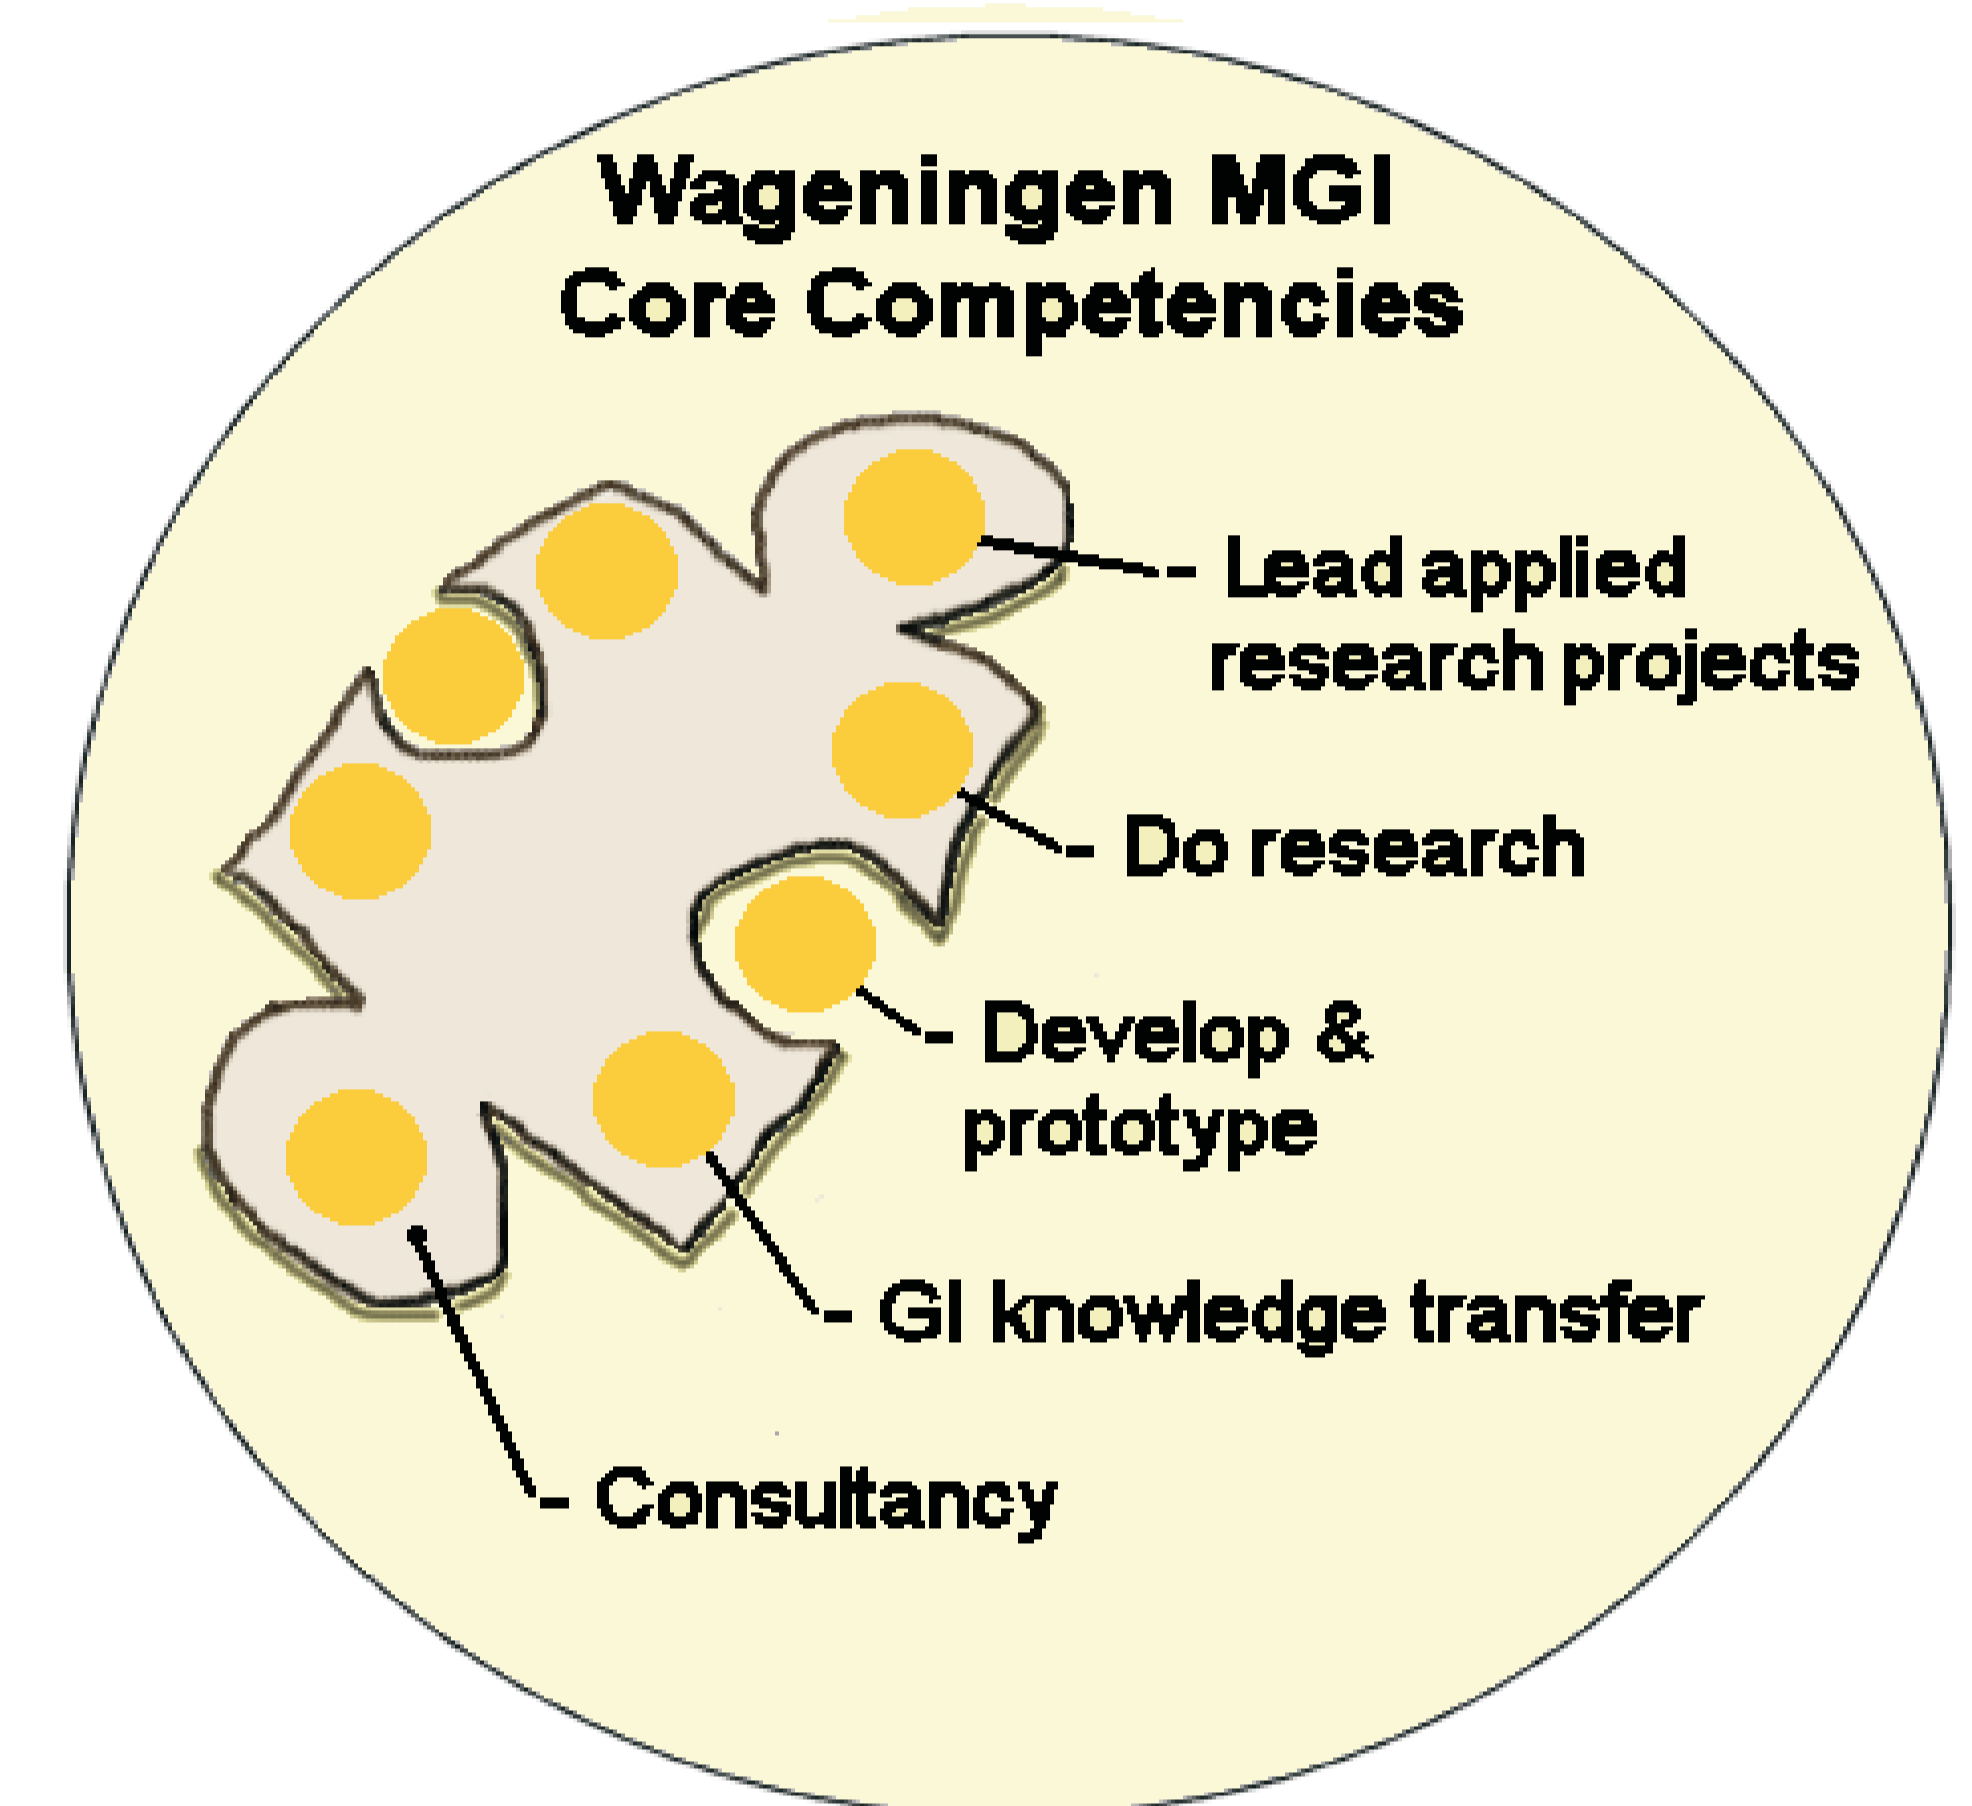 Wageningen MGI
Core Competencies
- Lead applied
research projects
- Do research
- Develop &
prototype
- GI knowledge transfer
- Consultancy